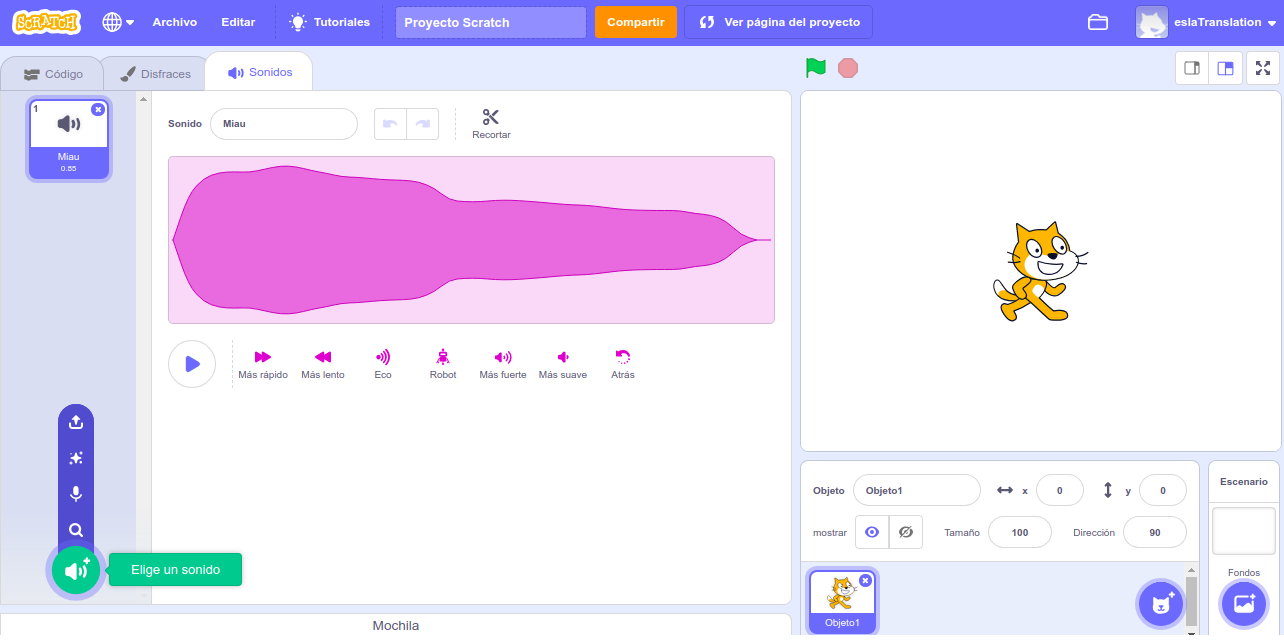 SCRATCH Archivo Editar Tutoriales Proyecto Scratch Compartir Ver página del proyecto eslaTranslation
Código Disfraces Sonidos
1
Miau
0.55
Sonido Miau Recortar
Más rápido Más lento Eco Robot Más fuerte Más suave Atrás
Elige un sonido
Mochila
Objeto Objeto1 x 0 y 0
mostrar Tamaño 100 Dirección 90
Objeto1
Escenario
Fondos